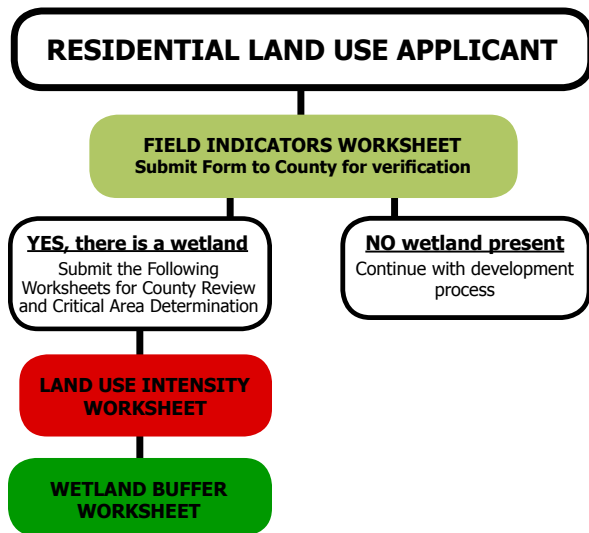 RESIDENTIAL LAND USE APPLICANT
FIELD INDICATORS WORKSHEET
Submit Form to County for verification
YES, there is a wetland
Submit the Following
Worksheets for County Review
and Critical Area Determination
NO wetland present
Continue with development
process
LAND USE INTENSITY
WORKSHEET
WETLAND BUFFER
WORKSHEET